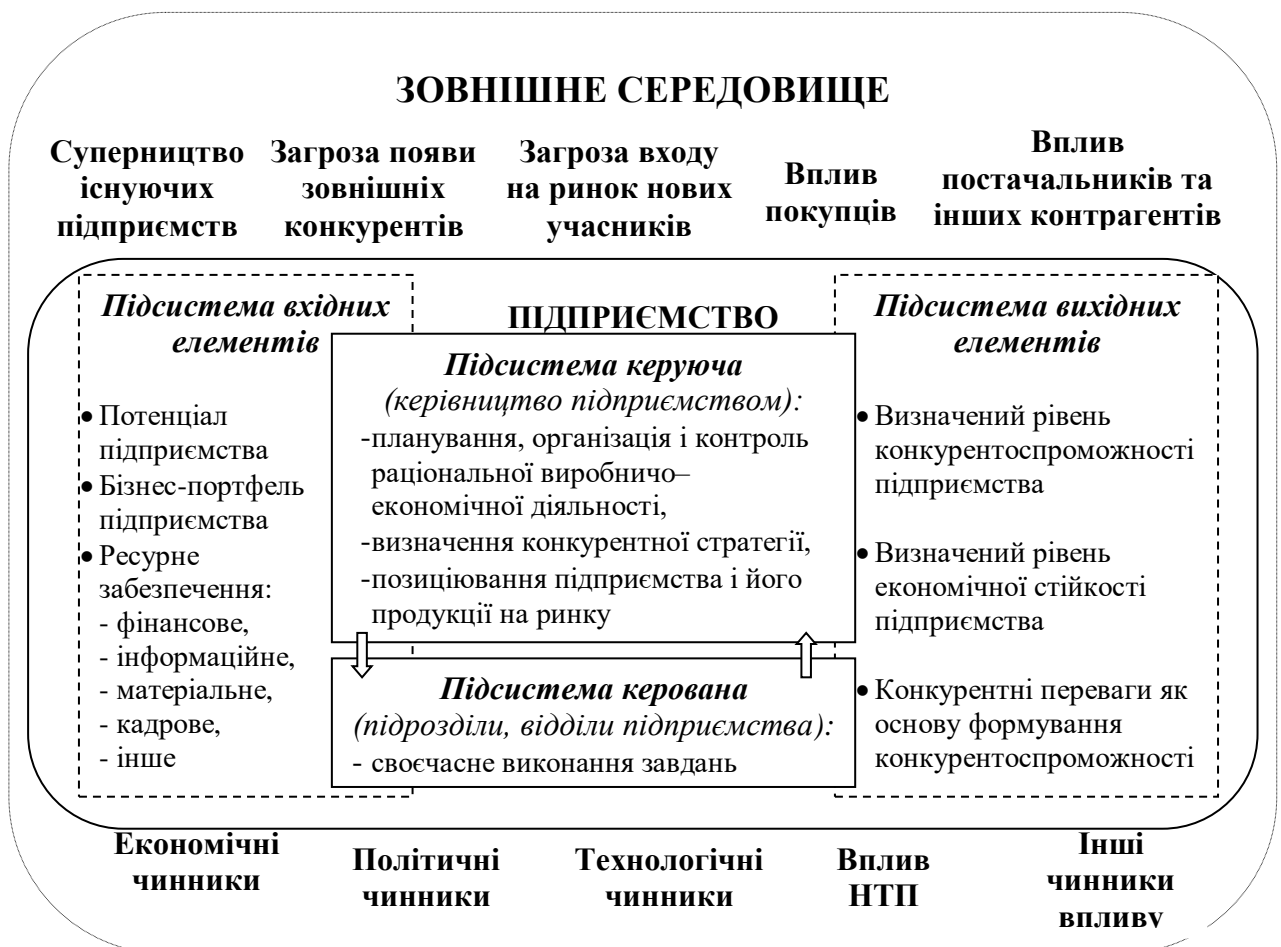 ЗОВНІШНЕ СЕРЕДОВИЩЕ
Суперництво
існуючих
підприємств
Загроза появи
зовнішніх
конкурентів
Загроза входу
на ринок нових
учасників
Вплив
покупців
Вплив
постачальників та
інших контрагентів
Підсистема вхідних
елементів
• Потенціал
підприємства
• Бізнес-портфель
підприємства
• Ресурне
забезпечення:
- фінансове,
- інформаційне,
- матеріальне,
- кадрове,
- інше
ПІДПРИЄМСТВО
Підсистема керуюча
(керівництво підприємством):
-планування, організація і контроль
раціональної виробничо–
економічної діяльності,
-визначення конкурентної стратегії,
-позиціювання підприємства і його
продукції на ринку
Підсистема керована
(підрозділи, відділи підприємства):
- своєчасне виконання завдань
Підсистема вихідних
елементів
• Визначений рівень
конкурентоспроможності
підприємства
• Визначений рівень
економічної стійкості
підприємства
• Конкурентні переваги як
основу формування
конкурентоспроможності
Економічні
чинники
Політичні
чинники
Технологічні
чинники
Вплив
НТП
Інші
чинники
впливу